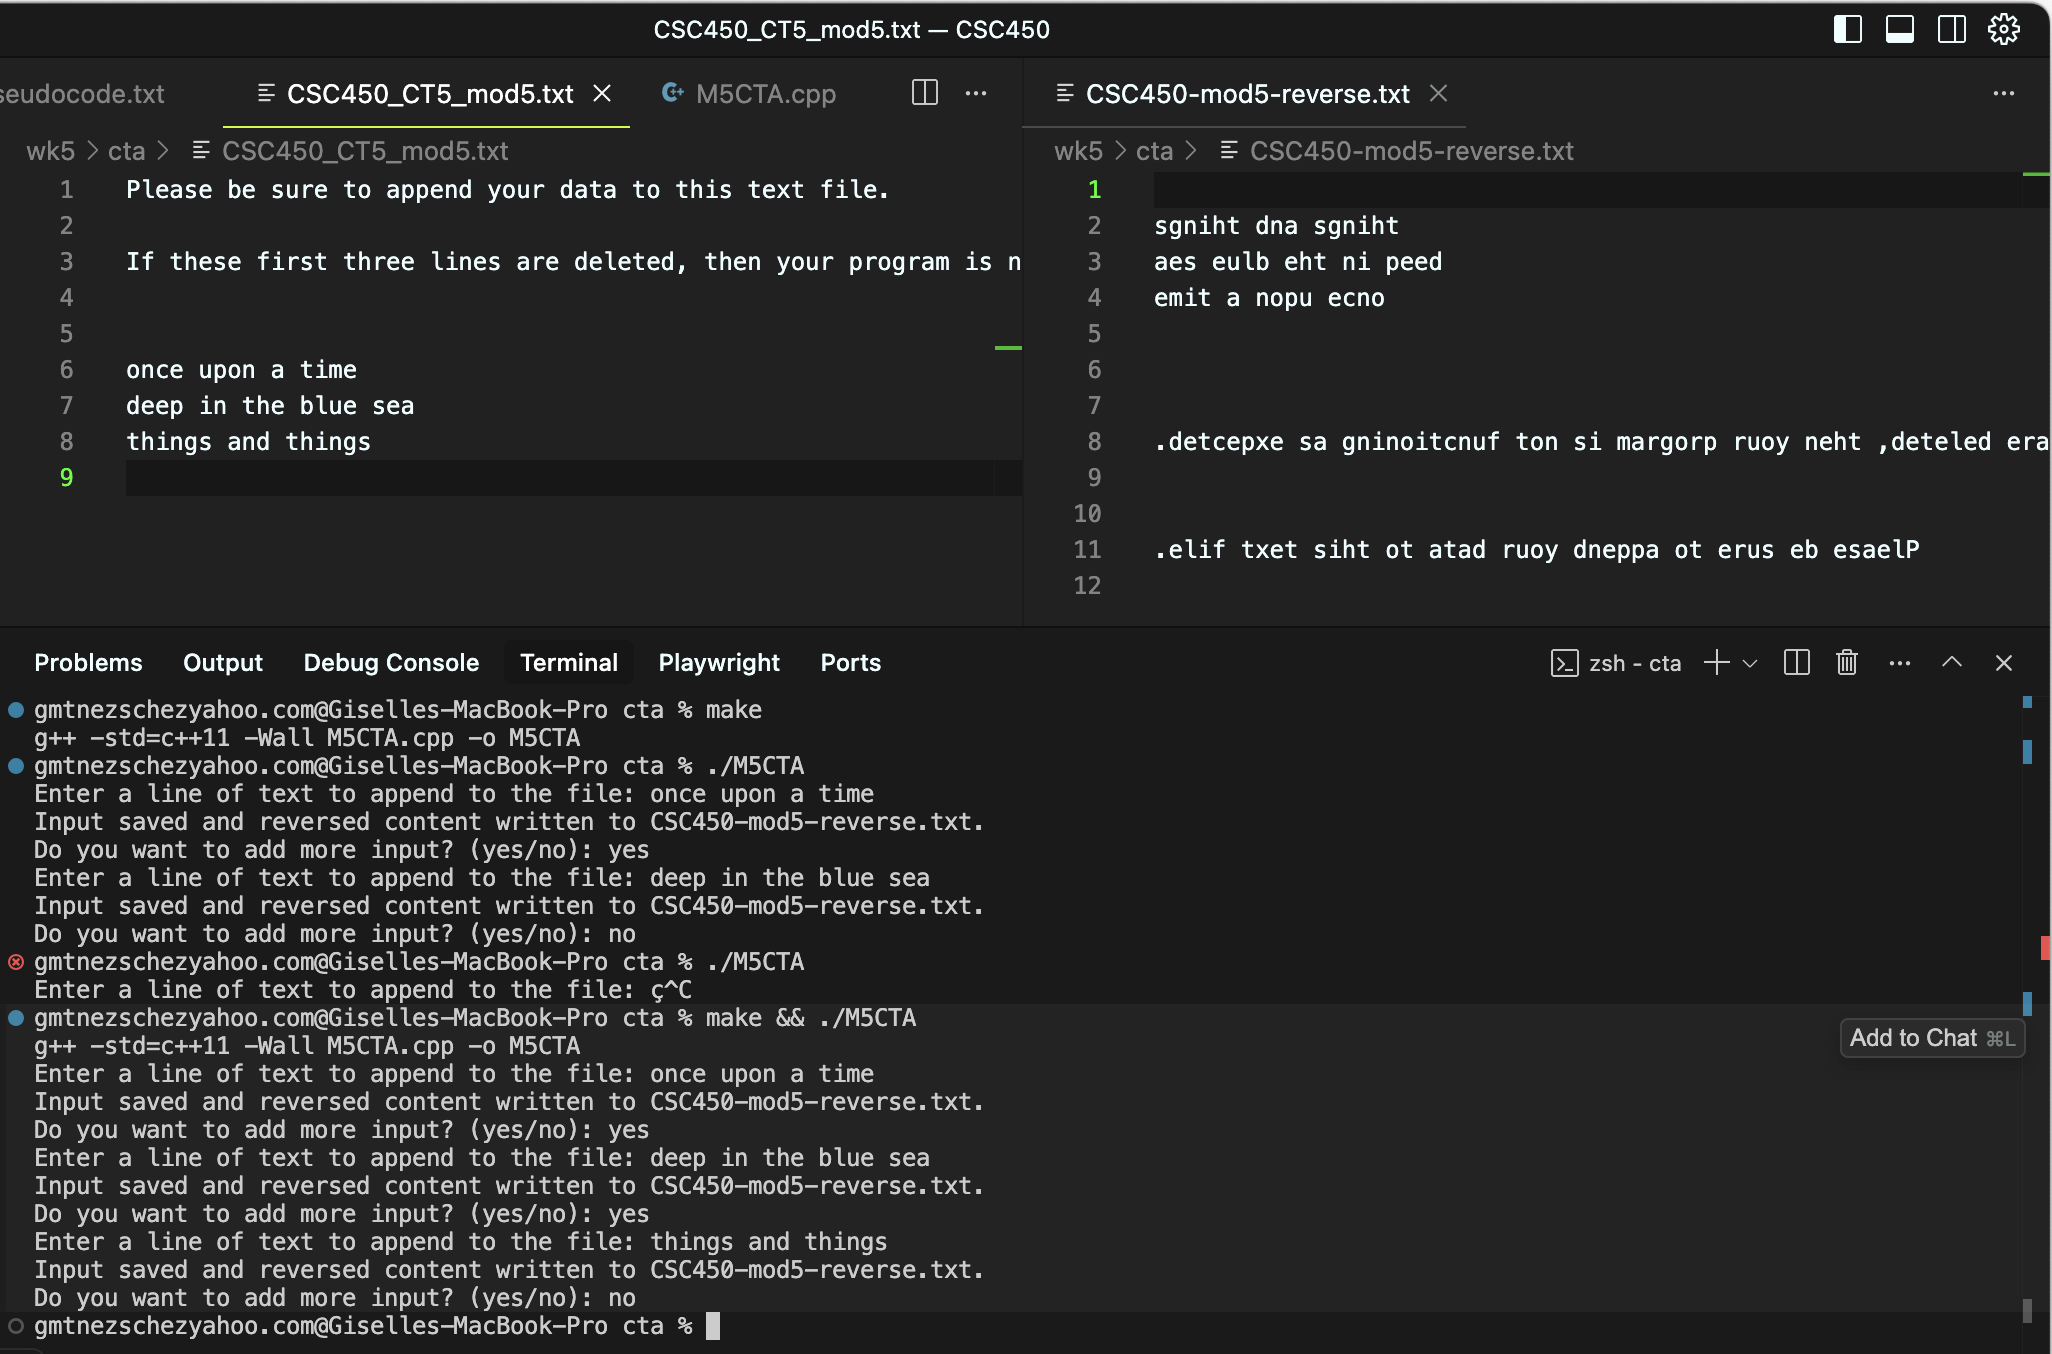 CSC450_CT5_mod5.txt — CSC450
seudocode.txt
CSC450_CT5_mod5.txt
M5CTA.cpp
wk5 > cta > CSC450_CT5_mod5.txt
1 Please be sure to append your data to this text file.
2
3 If these first three lines are deleted, then your program is n
4
5
6 once upon a time
7 deep in the blue sea
8 things and things
9
CSC450-mod5-reverse.txt
wk5 > cta > CSC450-mod5-reverse.txt
1
2 sgniht dna sgniht
3 aes eulb eht ni peed
4 emit a nopu ecno
5
6
7
8 .detcepxe sa gninoitcnuf ton si margorp ruoy neht ,deteled era
9
10
11 .elif txet siht ot atad ruoy dneppa ot erus eb esaelP
12
Problems Output Debug Console Terminal Playwright Ports
zsh - cta
gmtnezschezyahoo.com@Giselles-MacBook-Pro cta % make
g++ -std=c++11 -Wall M5CTA.cpp -o M5CTA
gmtnezschezyahoo.com@Giselles-MacBook-Pro cta % ./M5CTA
Enter a line of text to append to the file: once upon a time
Input saved and reversed content written to CSC450-mod5-reverse.txt.
Do you want to add more input? (yes/no): yes
Enter a line of text to append to the file: deep in the blue sea
Input saved and reversed content written to CSC450-mod5-reverse.txt.
Do you want to add more input? (yes/no): no
gmtnezschezyahoo.com@Giselles-MacBook-Pro cta % ./M5CTA
Enter a line of text to append to the file: ç^C
gmtnezschezyahoo.com@Giselles-MacBook-Pro cta % make && ./M5CTA
g++ -std=c++11 -Wall M5CTA.cpp -o M5CTA
Add to Chat ⌘L
Enter a line of text to append to the file: once upon a time
Input saved and reversed content written to CSC450-mod5-reverse.txt.
Do you want to add more input? (yes/no): yes
Enter a line of text to append to the file: deep in the blue sea
Input saved and reversed content written to CSC450-mod5-reverse.txt.
Do you want to add more input? (yes/no): yes
Enter a line of text to append to the file: things and things
Input saved and reversed content written to CSC450-mod5-reverse.txt.
Do you want to add more input? (yes/no): no
gmtnezschezyahoo.com@Giselles-MacBook-Pro cta %